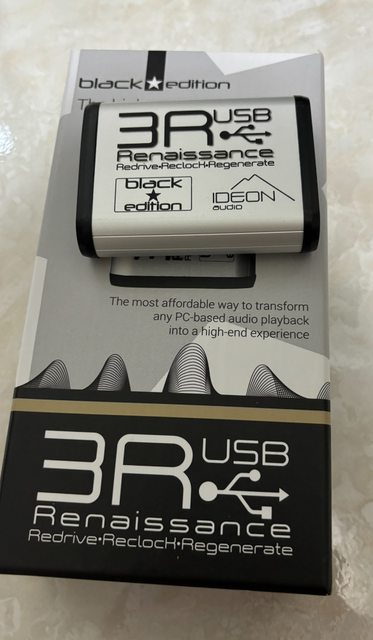 black★edition
The
3R USB
Renaissance
Redrive•Reclock•Regenerate
black
★
edition
IDEON
audio
The most affordable way to transform
any PC-based audio playback
into a high-end experience
3R USB
Renaissance
Redrive•ReclocK•Regenerate